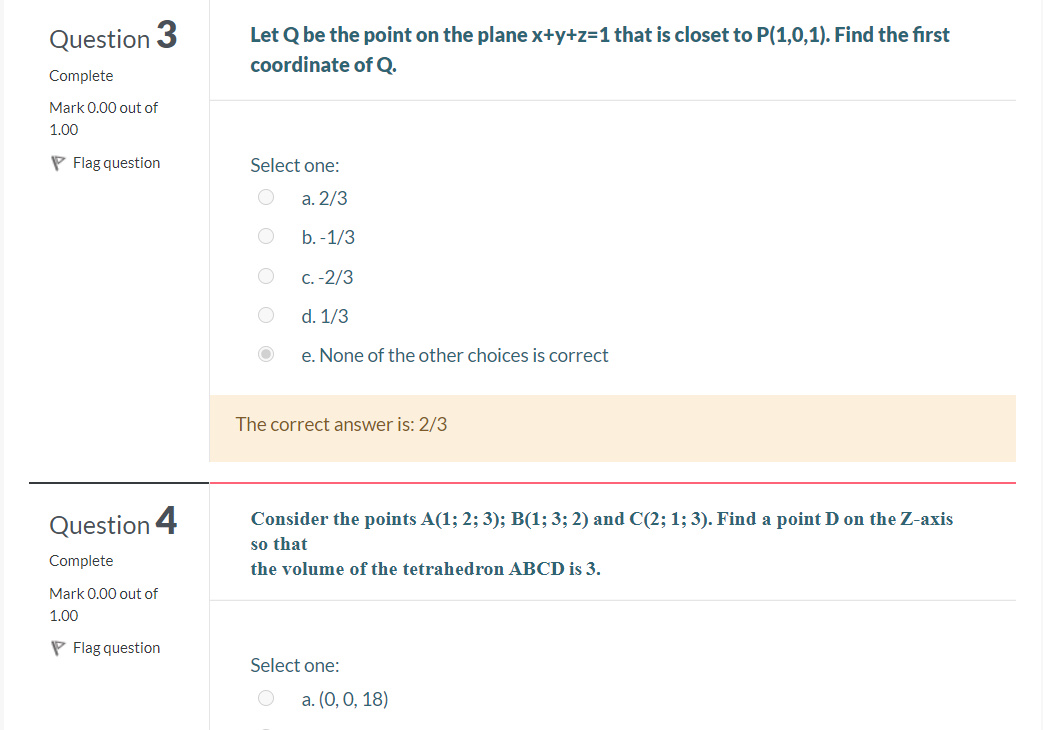 Question 3
Complete
Mark 0.00 out of
1.00
Flag question
Let Q be the point on the plane x+y+z=1 that is closet to P(1,0,1). Find the first
coordinate of Q.
Select one:
a. 2/3
b. -1/3
c. -2/3
d. 1/3
e. None of the other choices is correct
The correct answer is: 2/3
Question 4
Complete
Mark 0.00 out of
1.00
Flag question
Consider the points A(1; 2; 3); B(1; 3; 2) and C(2; 1; 3). Find a point D on the Z-axis
so that
the volume of the tetrahedron ABCD is 3.
Select one:
a. (0, 0, 18)